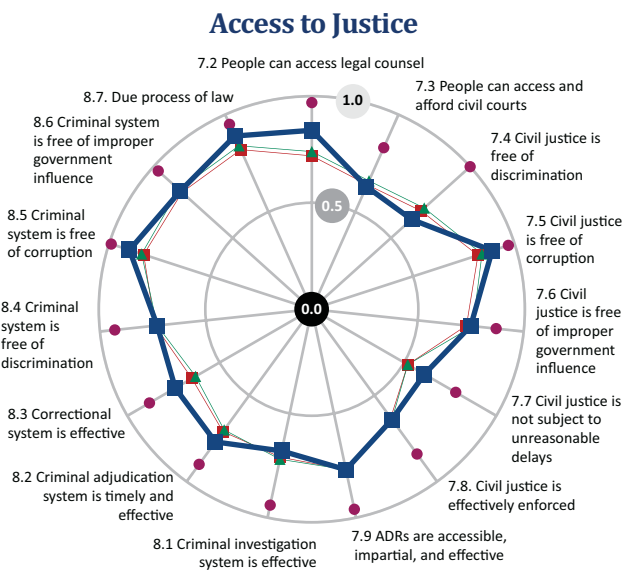 Access to Justice
7.2 People can access legal counsel
1.0
7.3 People can access and
afford civil courts
7.4 Civil justice is
free of
discrimination
7.5 Civil justice
is free of
corruption
7.6 Civil
justice is free
of improper
government
influence
7.7 Civil justice is
not subject to
unreasonable
delays
7.8. Civil justice is
effectively enforced
7.9 ADRs are accessible,
impartial, and effective
8.1 Criminal investigation
system is effective
8.2 Criminal adjudication
system is timely and
effective
8.3 Correctional
system is effective
8.4 Criminal
system is
free of
discrimination
8.5 Criminal
system is free
of corruption
8.6 Criminal system
is free of improper
government
influence
8.7. Due process of law
0.5
0.0